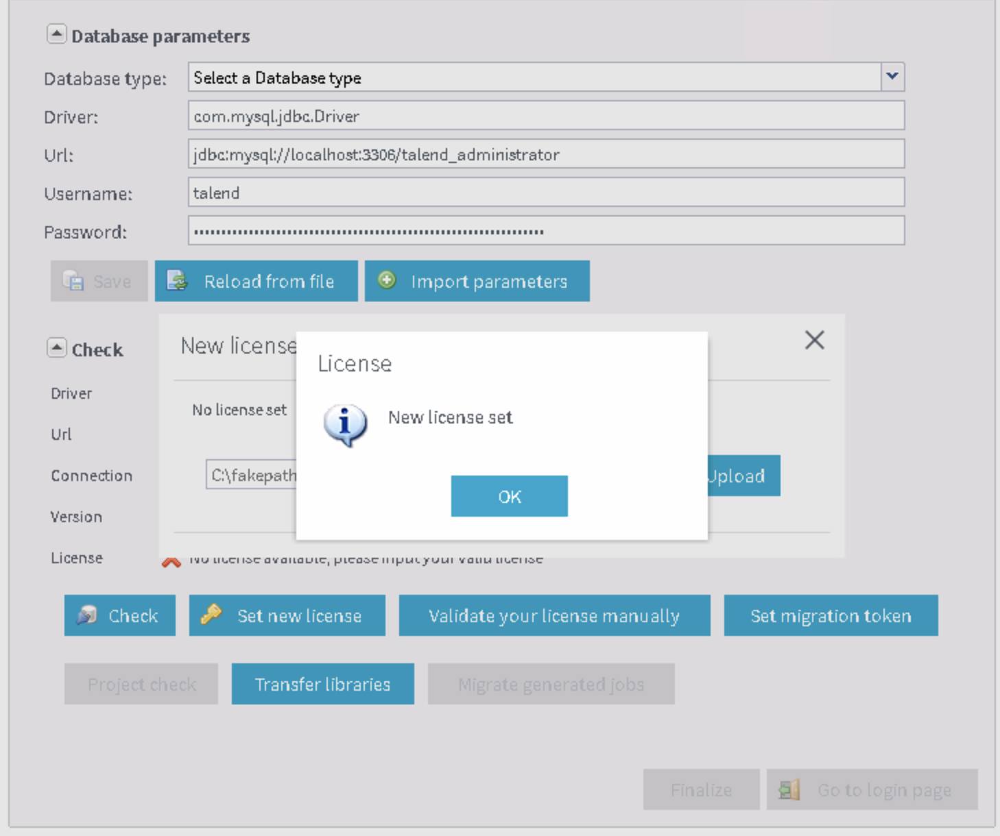 Database parameters
Database type: Select a Database type
Driver: com.mysql.jdbc.Driver
Url: jdbc:mysql://localhost:3306/talend_administrator
Username: talend
Password: 
Save Reload from file Import parameters
Check
New license
License
Driver
No license set
New license set
Url
Connection
C:\fakepath
Upload
OK
Version
License No license available, please input your valid license
Check Set new license Validate your license manually Set migration token
Project check Transfer libraries Migrate generated jobs
Finalize Go to login page